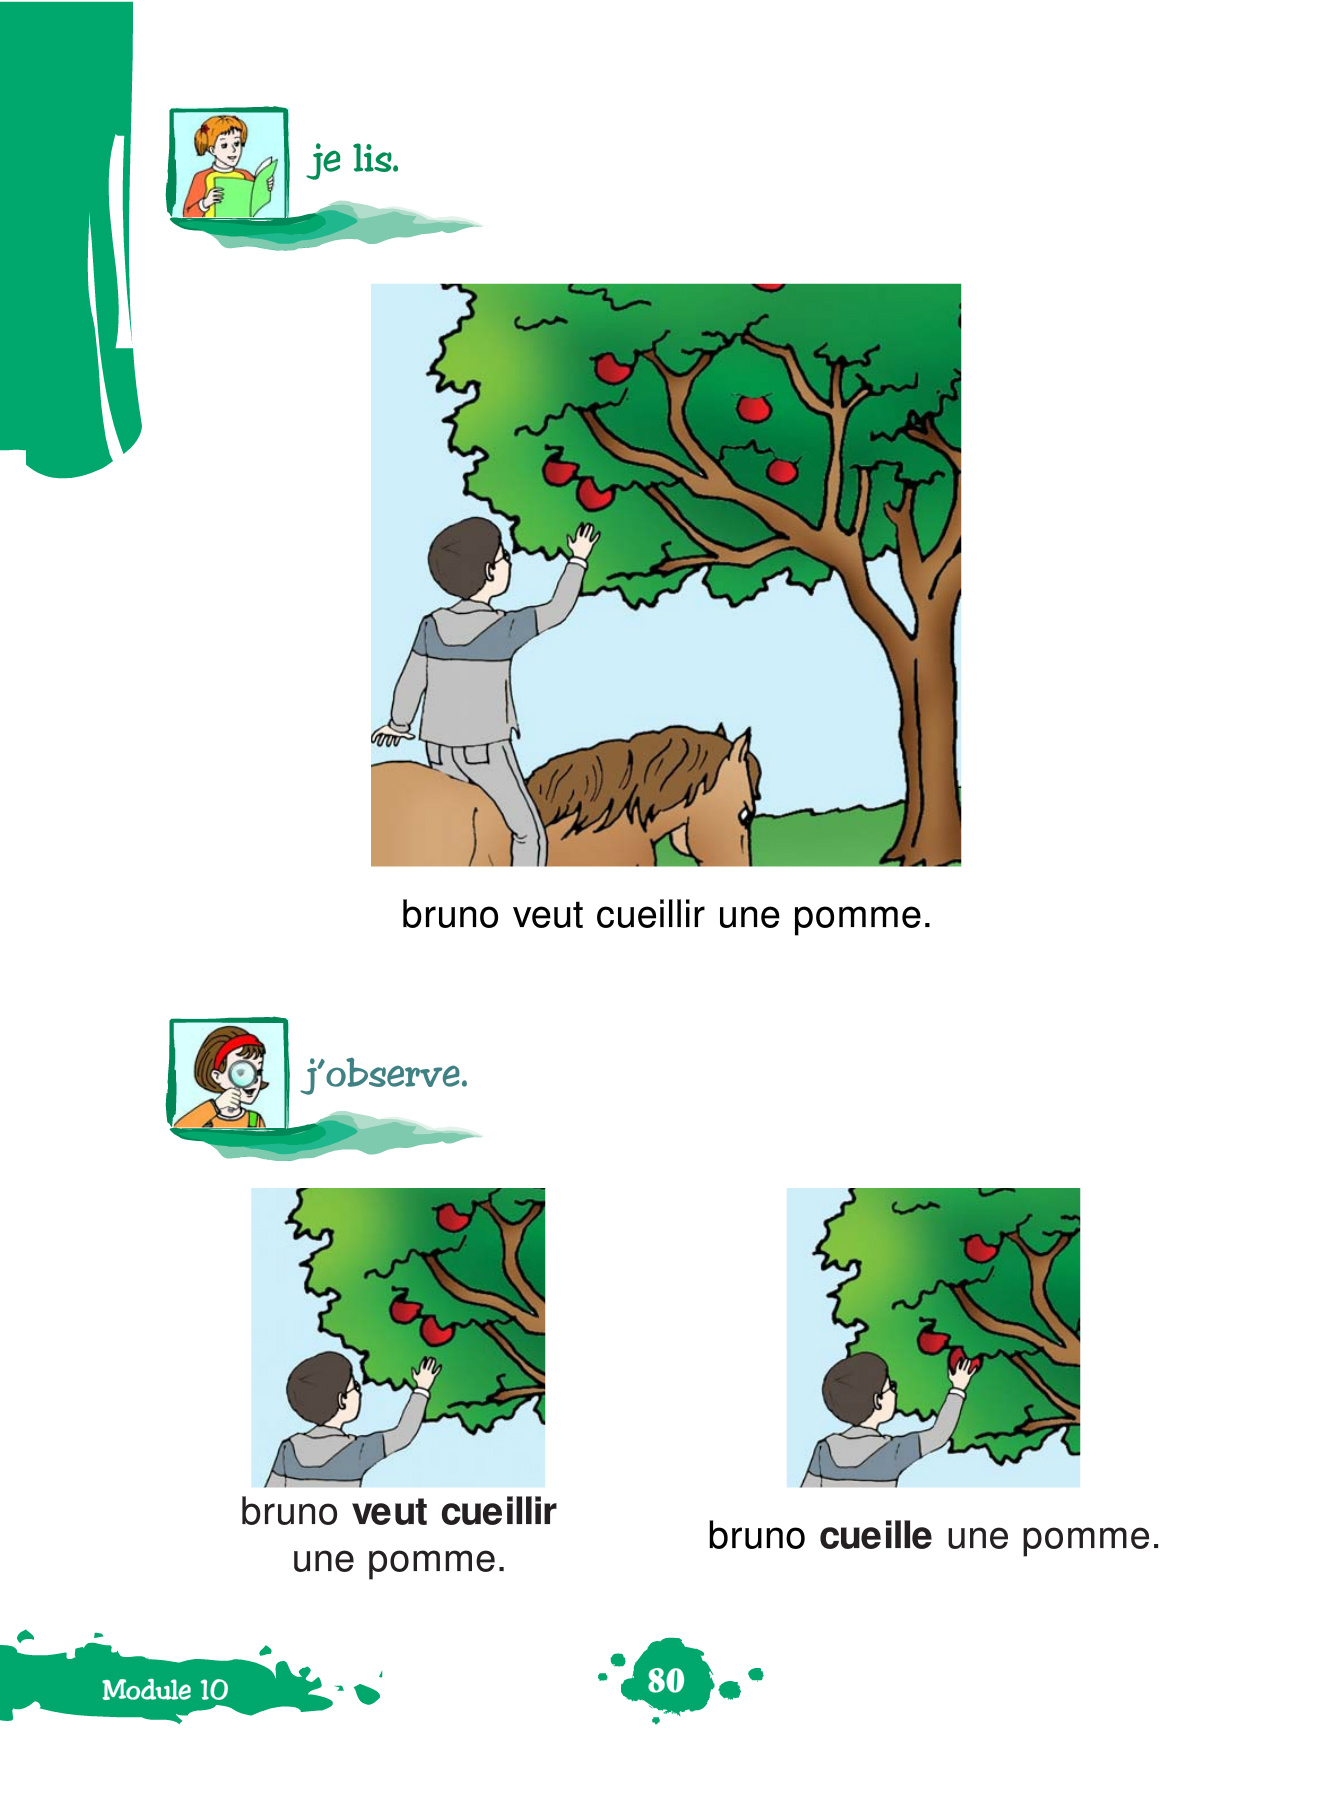 je lis.
bruno veut cueillir une pomme.
j'observe.
bruno veut cueillir
une pomme.
bruno cueille une pomme.
Module 10
80